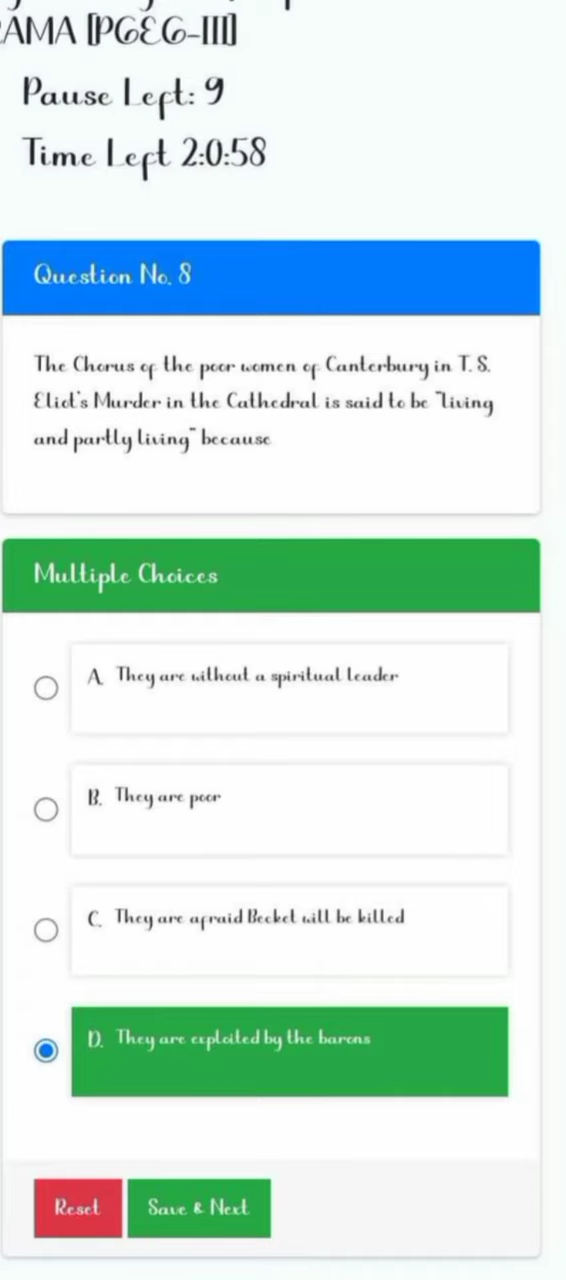 AMA [PGEG-III]
Pause Left: 9
Time Left 2:0:58
Question No. 8
The Chorus of the poor women of Canterbury in T. S.
Eliot's Murder in the Cathedral is said to be "living
and partly living" because
Multiple Choices
A. They are without a spiritual leader
B. They are poor
C. They are afraid Becket will be killed
D. They are exploited by the barons
Reset Save & Next